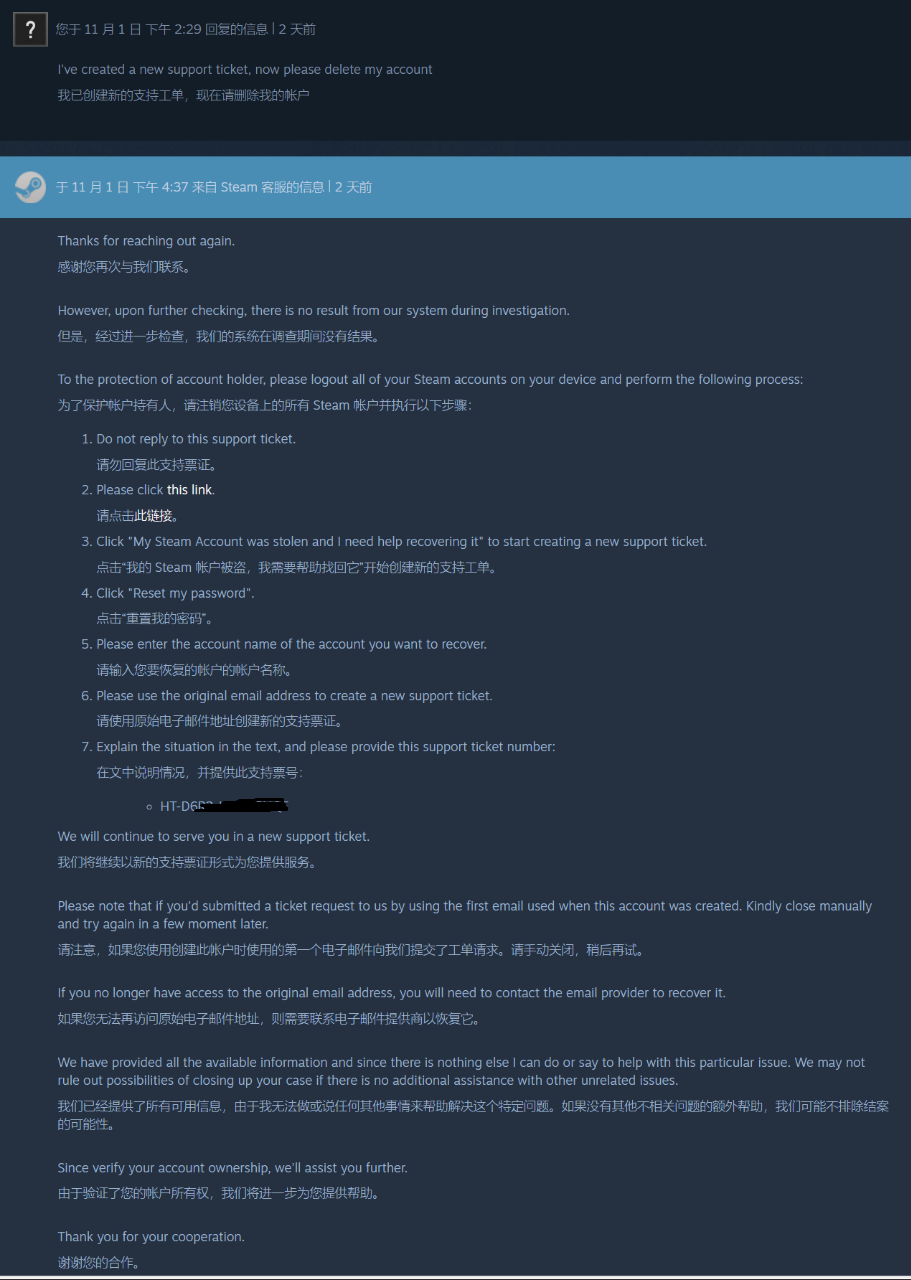 ?
您于 11 月 1 日 下午 2:29 回复的信息 | 2 天前
I've created a new support ticket, now please delete my account
我已创建新的支持工单，现在请删除我的帐户
于 11 月 1 日 下午 4:37 来自 Steam 客服的信息 | 2 天前
Thanks for reaching out again.
感谢您再次与我们联系。
However, upon further checking, there is no result from our system during investigation.
但是，经过进一步检查，我们的系统在调查期间没有结果。
To the protection of account holder, please logout all of your Steam accounts on your device and perform the following process:
为了保护帐户持有人，请注销您设备上的所有 Steam 帐户并执行以下步骤：
1. Do not reply to this support ticket.
请勿回复此支持票证。
2. Please click this link.
请点击此链接。
3. Click "My Steam Account was stolen and I need help recovering it" to start creating a new support ticket.
点击“我的 Steam 帐户被盗，我需要帮助找回它”开始创建新的支持工单。
4. Click "Reset my password".
点击“重置我的密码”。
5. Please enter the account name of the account you want to recover.
请输入您要恢复的帐户的帐户名称。
6. Please use the original email address to create a new support ticket.
请使用原始电子邮件地址创建新的支持票证。
7. Explain the situation in the text, and please provide this support ticket number:
在文中说明情况，并提供此支持票号：
HT-D6
We will continue to serve you in a new support ticket.
我们将继续以新的支持票证形式为您提供服务。
Please note that if you'd submitted a ticket request to us by using the first email used when this account was created. Kindly close manually
and try again in a few moment later.
请注意，如果您使用创建此帐户时使用的第一个电子邮件向我们提交了工单请求。请手动关闭，稍后再试。
If you no longer have access to the original email address, you will need to contact the email provider to recover it.
如果您无法再访问原始电子邮件地址，则需要联系电子邮件提供商以恢复它。
We have provided all the available information and since there is nothing else I can do or say to help with this particular issue. We may not
rule out possibilities of closing up your case if there is no additional assistance with other unrelated issues.
我们已经提供了所有可用信息，由于我无法做或说任何其他事情来帮助解决这个特定问题。如果没有其他不相关问题的额外帮助，我们可能不排除结案
的可能性。
Since verify your account ownership, we'll assist you further.
由于验证了您的帐户所有权，我们将进一步为您提供帮助。
Thank you for your cooperation.
谢谢您的合作。